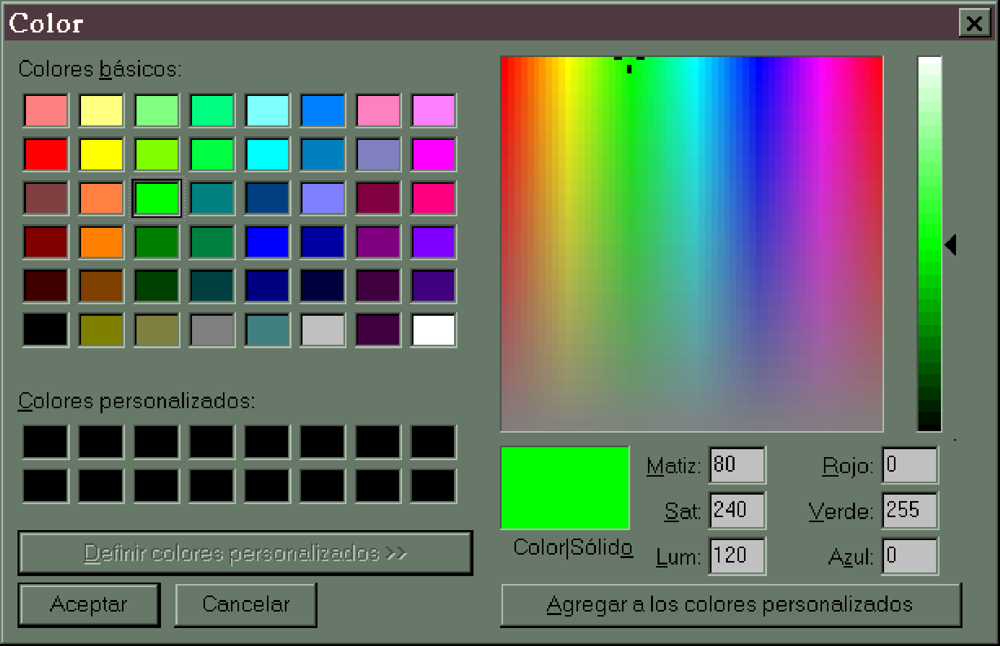 Color
Colores básicos:
Colores personalizados:
Definir colores personalizados >>
Aceptar
Cancelar
Color|Sólido
Matiz: 80
Sat: 240
Lum: 120
Rojo: 0
Verde: 255
Azul: 0
Agregar a los colores personalizados